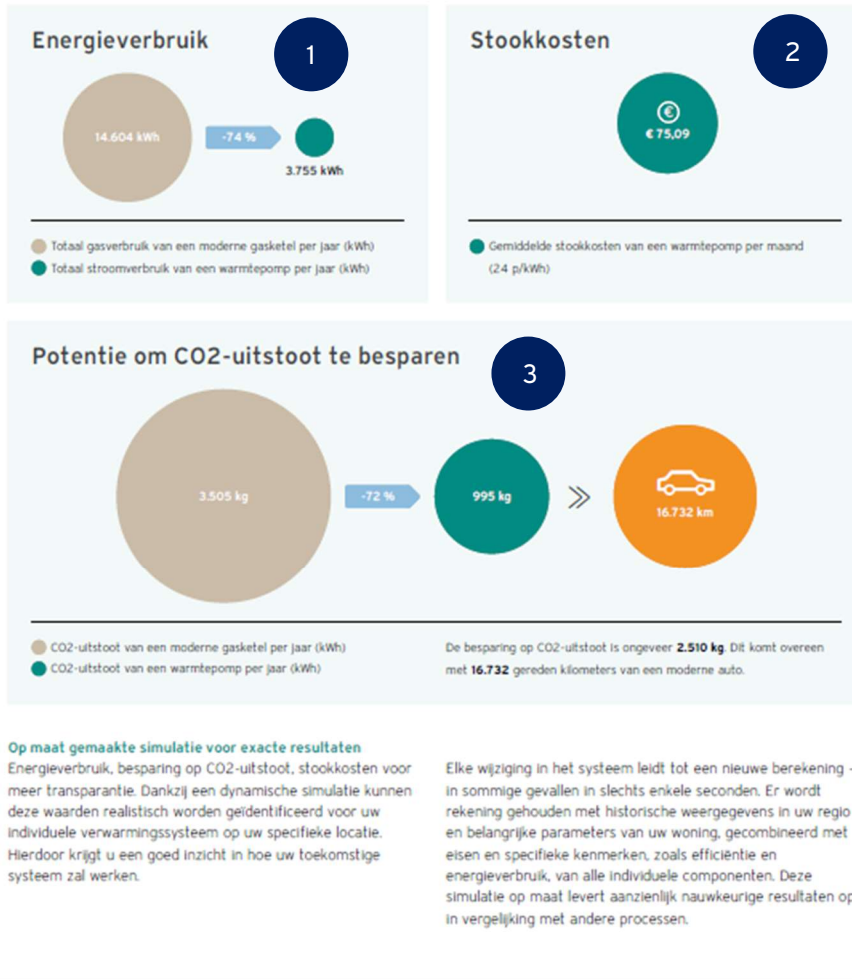 Energieverbruik
1
14.604 kWh
-74 %
3.755 kWh
Totaal gasverbruik van een moderne gasketel per jaar (kWh)
Totaal stroomverbruik van een warmtepomp per jaar (kWh)
Stookkosten
2
€
€ 75,09
Gemiddelde stookkosten van een warmtepomp per maand
(24 p/kWh)
Potentie om CO2-uitstoot te besparen
3
3.505 kg
-72 %
995 kg
16.732 km
CO2-uitstoot van een moderne gasketel per jaar (kWh)
CO2-uitstoot van een warmtepomp per jaar (kWh)
De besparing op CO2-uitstoot is ongeveer 2.510 kg. Dit komt overeen
met 16.732 gereden kilometers van een moderne auto.
Op maat gemaakte simulatie voor exacte resultaten
Energieverbruik, besparing op CO2-uitstoot, stookkosten voor
meer transparantie. Dankzij een dynamische simulatie kunnen
deze waarden realistisch worden geïdentificeerd voor uw
individuele verwarmingssysteem op uw specifieke locatie.
Hierdoor krijgt u een goed inzicht in hoe uw toekomstige
systeem zal werken.
Elke wijziging in het systeem leidt tot een nieuwe berekening -
in sommige gevallen in slechts enkele seconden. Er wordt
rekening gehouden met historische weergegevens in uw regio
en belangrijke parameters van uw woning, gecombineerd met
eisen en specifieke kenmerken, zoals efficiëntie en
energieverbruik, van alle individuele componenten. Deze
simulatie op maat levert aanzienlijk nauwkeurige resultaten op
in vergelijking met andere processen.